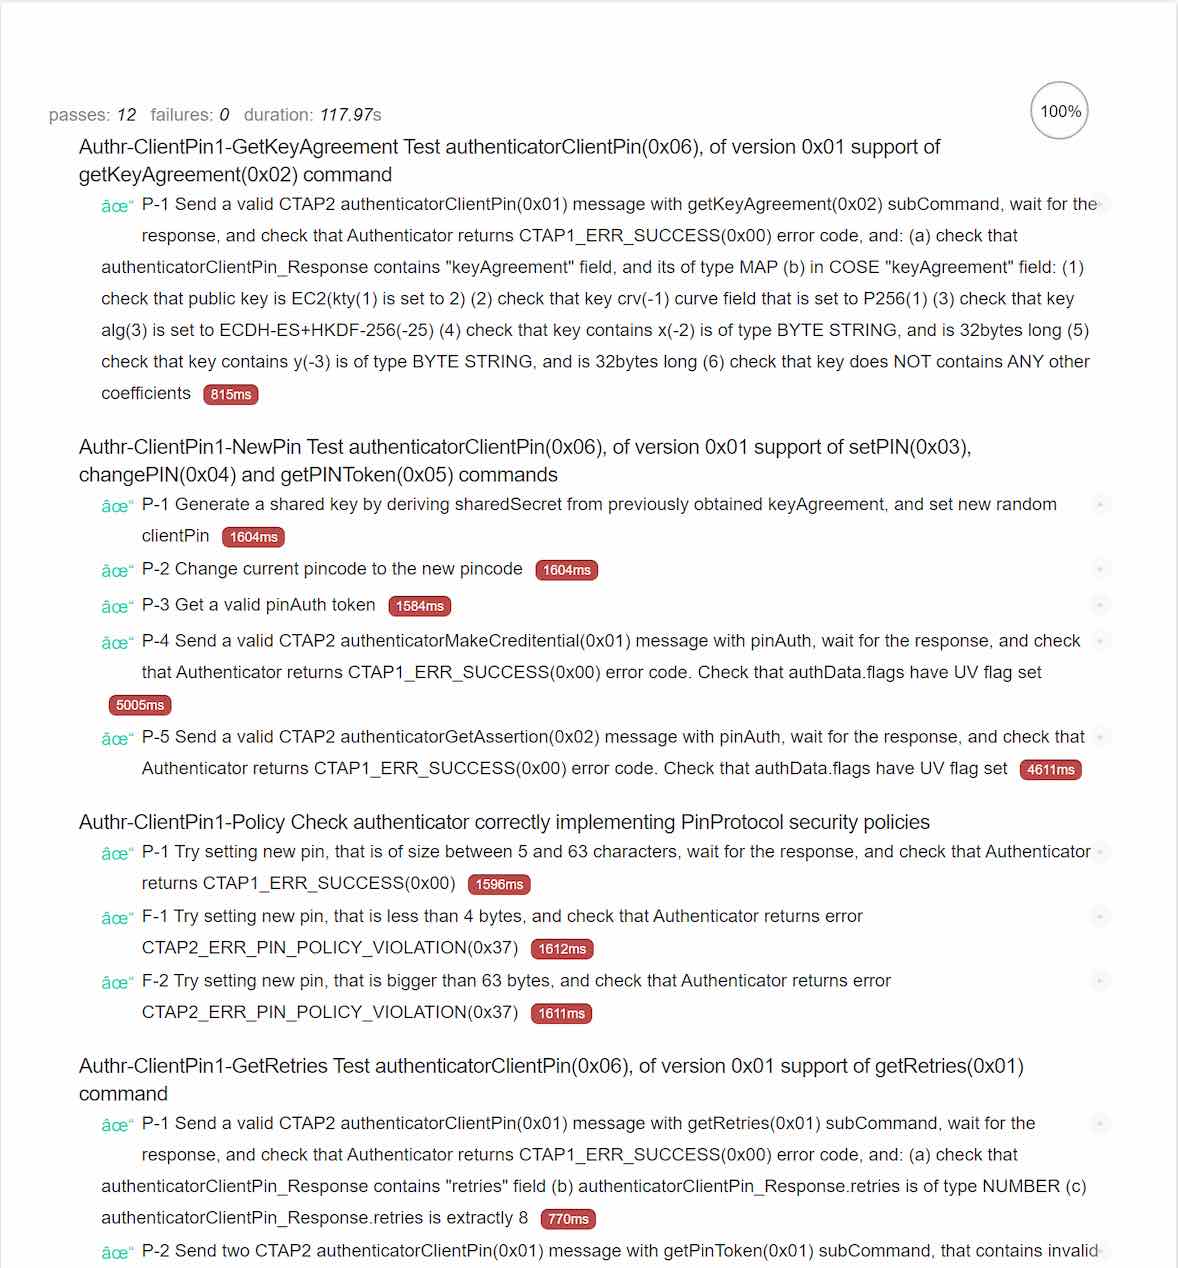 passes: 12 failures: 0 duration: 117.97s
100%
Authr-ClientPin1-GetKeyAgreement Test authenticatorClientPin(0x06), of version 0x01 support of
getKeyAgreement(0x02) command
âœ“ P-1 Send a valid CTAP2 authenticatorClientPin(0x01) message with getKeyAgreement(0x02) subCommand, wait for the
response, and check that Authenticator returns CTAP1_ERR_SUCCESS(0x00) error code, and: (a) check that
authenticatorClientPin_Response contains "keyAgreement" field, and its of type MAP (b) in COSE "keyAgreement" field: (1)
check that public key is EC2(kty(1) is set to 2) (2) check that key crv(-1) curve field that is set to P256(1) (3) check that key
alg(3) is set to ECDH-ES+HKDF-256(-25) (4) check that key contains x(-2) is of type BYTE STRING, and is 32bytes long (5)
check that key contains y(-3) is of type BYTE STRING, and is 32bytes long (6) check that key does NOT contains ANY other
coefficients 815ms
Authr-ClientPin1-NewPin Test authenticatorClientPin(0x06), of version 0x01 support of setPIN(0x03),
changePIN(0x04) and getPINToken(0x05) commands
âœ“ P-1 Generate a shared key by deriving sharedSecret from previously obtained keyAgreement, and set new random
clientPin 1604ms
âœ“ P-2 Change current pincode to the new pincode 1604ms
âœ“ P-3 Get a valid pinAuth token 1584ms
âœ“ P-4 Send a valid CTAP2 authenticatorMakeCreditential(0x01) message with pinAuth, wait for the response, and check
that Authenticator returns CTAP1_ERR_SUCCESS(0x00) error code. Check that authData.flags have UV flag set
5005ms
âœ“ P-5 Send a valid CTAP2 authenticatorGetAssertion(0x02) message with pinAuth, wait for the response, and check that
Authenticator returns CTAP1_ERR_SUCCESS(0x00) error code. Check that authData.flags have UV flag set 4611ms
Authr-ClientPin1-Policy Check authenticator correctly implementing PinProtocol security policies
âœ“ P-1 Try setting new pin, that is of size between 5 and 63 characters, wait for the response, and check that Authenticator
returns CTAP1_ERR_SUCCESS(0x00) 1596ms
âœ“ F-1 Try setting new pin, that is less than 4 bytes, and check that Authenticator returns error
CTAP2_ERR_PIN_POLICY_VIOLATION(0x37) 1612ms
âœ“ F-2 Try setting new pin, that is bigger than 63 bytes, and check that Authenticator returns error
CTAP2_ERR_PIN_POLICY_VIOLATION(0x37) 1611ms
Authr-ClientPin1-GetRetries Test authenticatorClientPin(0x06), of version 0x01 support of getRetries(0x01)
command
âœ“ P-1 Send a valid CTAP2 authenticatorClientPin(0x01) message with getRetries(0x01) subCommand, wait for the
response, and check that Authenticator returns CTAP1_ERR_SUCCESS(0x00) error code, and: (a) check that
authenticatorClientPin_Response contains "retries" field (b) authenticatorClientPin_Response.retries is of type NUMBER (c)
authenticatorClientPin_Response.retries is extractly 8 770ms
âœ“ P-2 Send two CTAP2 authenticatorClientPin(0x01) message with getPinToken(0x01) subCommand, that contains invalid